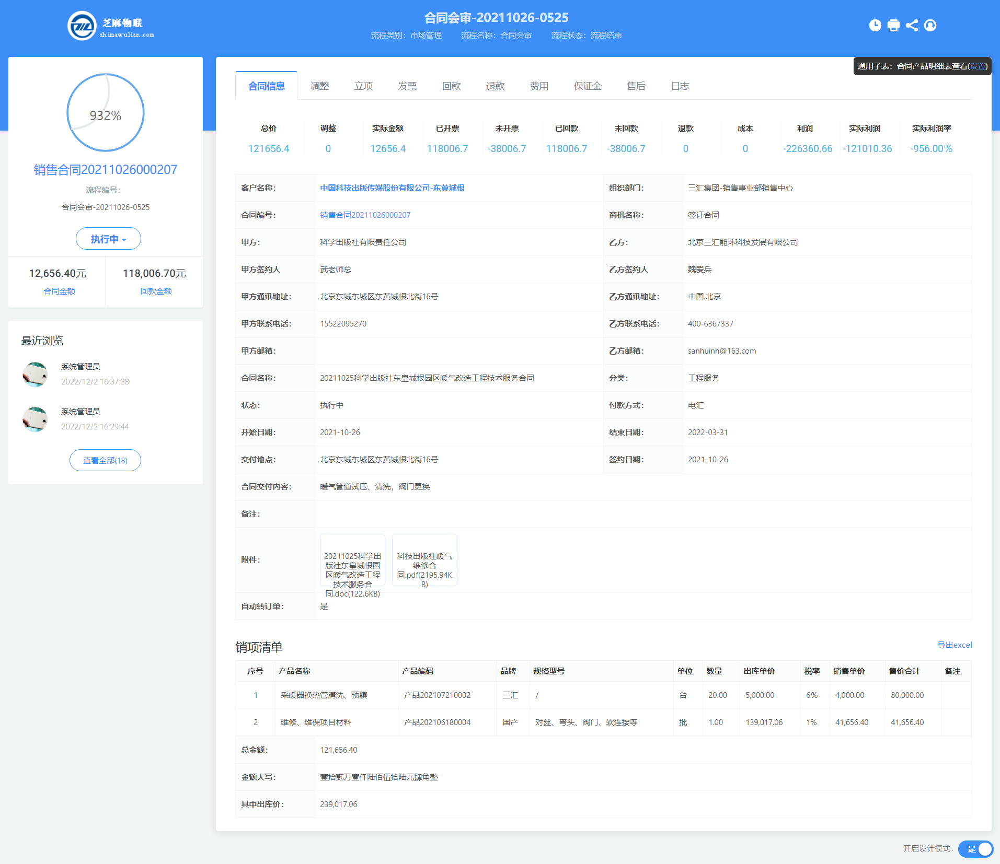 芝麻物联
zhimawulian.com
合同会审-20211026-0525
流程类别：市场管理 流程名称：合同会审 流程状态：流程结束
通用子表：合同产品明细表查看(设置)
932%
销售合同20211026000207
流程编号：
合同会审-20211026-0525
执行中
12,656.40元 118,006.70元
合同金额 回款金额
最近浏览
系统管理员
2022/12/2 16:37:38
系统管理员
2022/12/2 16:29:44
查看全部(18)
合同信息 调整 立项 发票 回款 退款 费用 保证金 售后 日志
总价 调整 实际金额 已开票 未开票 已回款 未回款 退款 成本 利润 实际利润 实际利润率
121656.4 0 12656.4 118006.7 -38006.7 118006.7 -38006.7 0 0 -226360.66 -121010.36 -956.00%
客户名称： 中国科技出版传媒股份有限公司-东黄城根 组织部门： 三汇集团-销售事业部销售中心
合同编号： 销售合同20211026000207 商机名称： 签订合同
甲方： 科学出版社有限责任公司 乙方： 北京三汇能环科技发展有限公司
甲方签约人 武老师总 乙方签约人 魏爱兵
甲方通讯地址： 北京东城东城区东黄城根北街16号 乙方通讯地址： 中国.北京
甲方联系电话： 15522095270 乙方联系电话： 400-6367337
甲方邮箱： 乙方邮箱： sanhuinh@163.com
合同名称： 20211025科学出版社东皇城根园区暖气改造工程技术服务合同 分类： 工程服务
状态： 执行中 付款方式： 电汇
开始日期： 2021-10-26 结束日期： 2022-03-31
交付地点： 北京东城东城区东黄城根北街16号 签约日期： 2021-10-26
合同交付内容： 暖气管道试压、清洗，阀门更换
备注：
附件：
20211025科学出
版社东皇城根园
区暖气改造工程
技术服务合
同.doc(122.6KB)
科技出版社暖气
维修合
同.pdf(2195.94K
B)
自动转订单： 是
销项清单 导出excel
序号 产品名称 产品编码 品牌 规格型号 单位 数量 出库单价 税率 销售单价 售价合计 备注
1 采暖器换热管清洗、预膜 产品202107210002 三汇 / 台 20.00 5,000.00 6% 4,000.00 80,000.00
2 维修、维保项目材料 产品202106180004 国产 对丝、弯头、阀门、软连接等 批 1.00 139,017.06 1% 41,656.40 41,656.40
总金额： 121,656.40
金额大写： 壹拾贰万壹仟陆佰伍拾陆元肆角整
其中出库价： 239,017.06
开启设计模式： 是